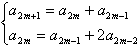 a_{2m+1} = a_{2m} + a_{2m-1}
a_{2m} = a_{2m-1} + 2a_{2m-2}